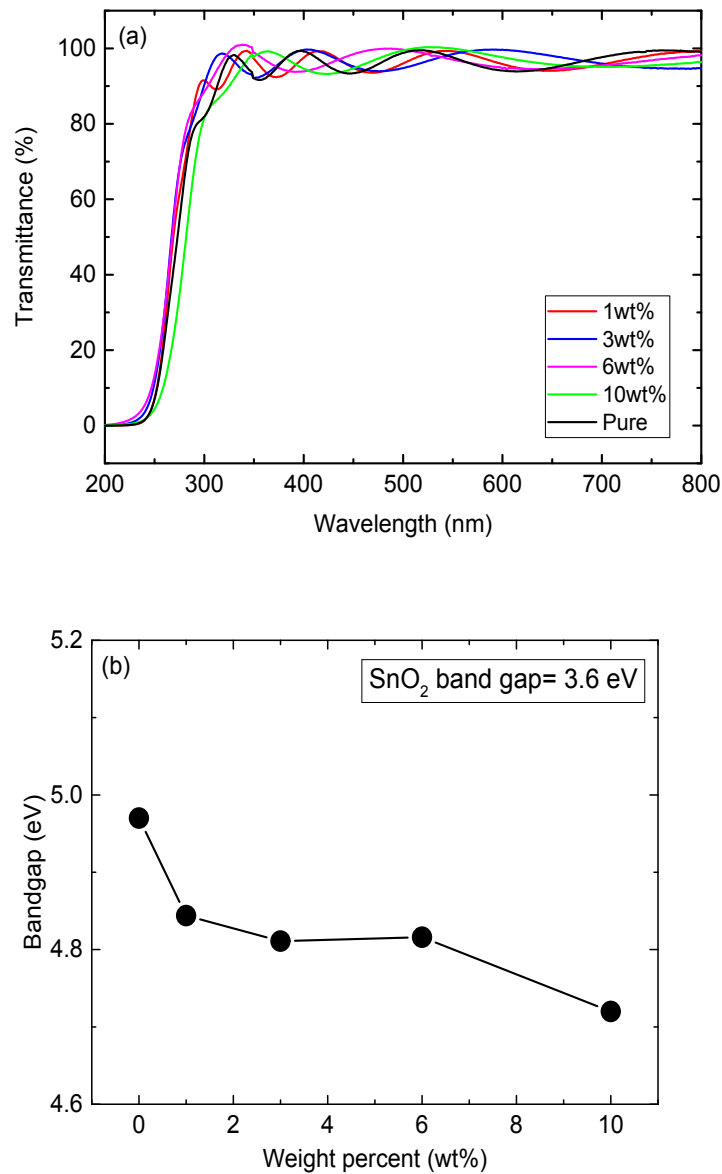 (a)
100
80
60
40
20
0
Transmittance (%)
1wt%
3wt%
6wt%
10wt%
Pure
200 300 400 500 600 700 800
Wavelength (nm)
(b)
SnO₂ band gap= 3.6 eV
5.2
5.0
4.8
4.6
Bandgap (eV)
0 2 4 6 8 10
Weight percent (wt%)